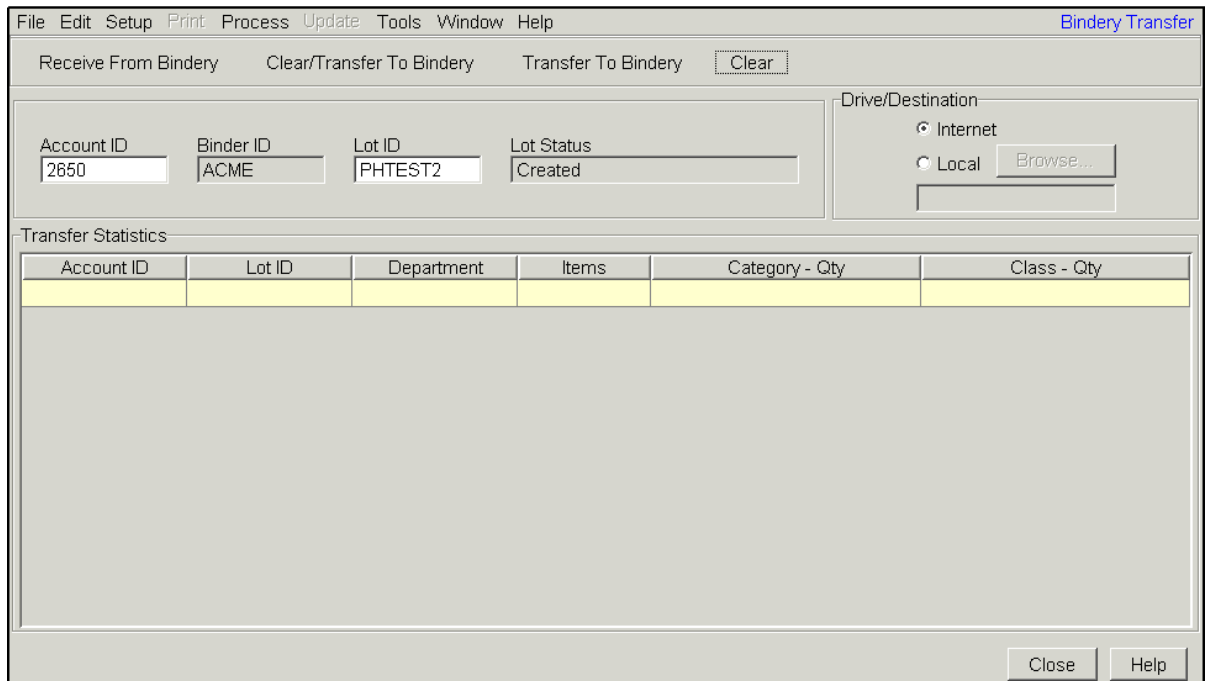 File Edit Setup Print Process Update Tools Window Help Bindery Transfer
Receive From Bindery Clear/Transfer To Bindery Transfer To Bindery Clear
Drive/Destination
Internet
Account ID Binder ID Lot ID Lot Status
2650 ACME PHTEST2 Created
Local Browse...
Transfer Statistics
Account ID Lot ID Department Items Category - Qty Class - Qty
Close Help